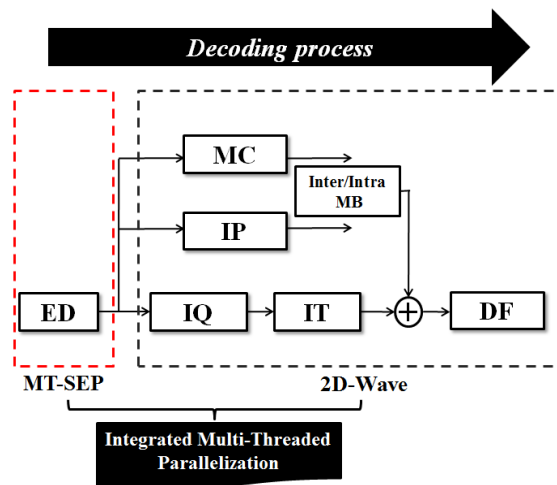 Decoding process
MC
Inter/Intra
MB
IP
ED
IQ
IT
DF
MT-SEP
2D-Wave
Integrated Multi-Threaded
Parallelization